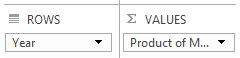 ROWS
Σ VALUES
Year
Product of M...